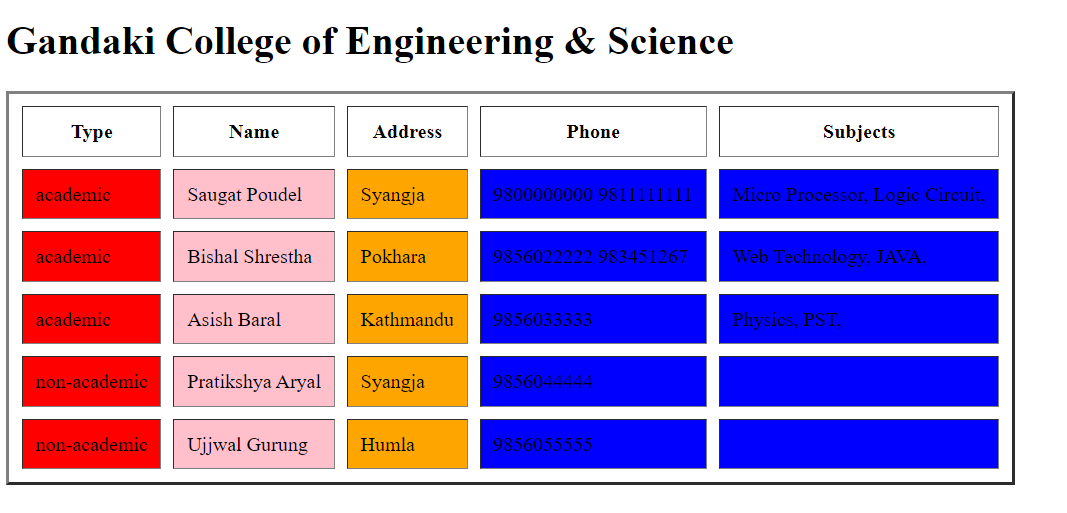 Gandaki College of Engineering & Science
Type Name Address Phone Subjects
academic Saugat Poudel Syangja 9800000000 9811111111 Micro Processor, Logic Circuit,
academic Bishal Shrestha Pokhara 9856022222 983451267 Web Technology, JAVA,
academic Asish Baral Kathmandu 9856033333 Physics, PST,
non-academic Pratikshya Aryal Syangja 9856044444
non-academic Ujjwal Gurung Humla 9856055555